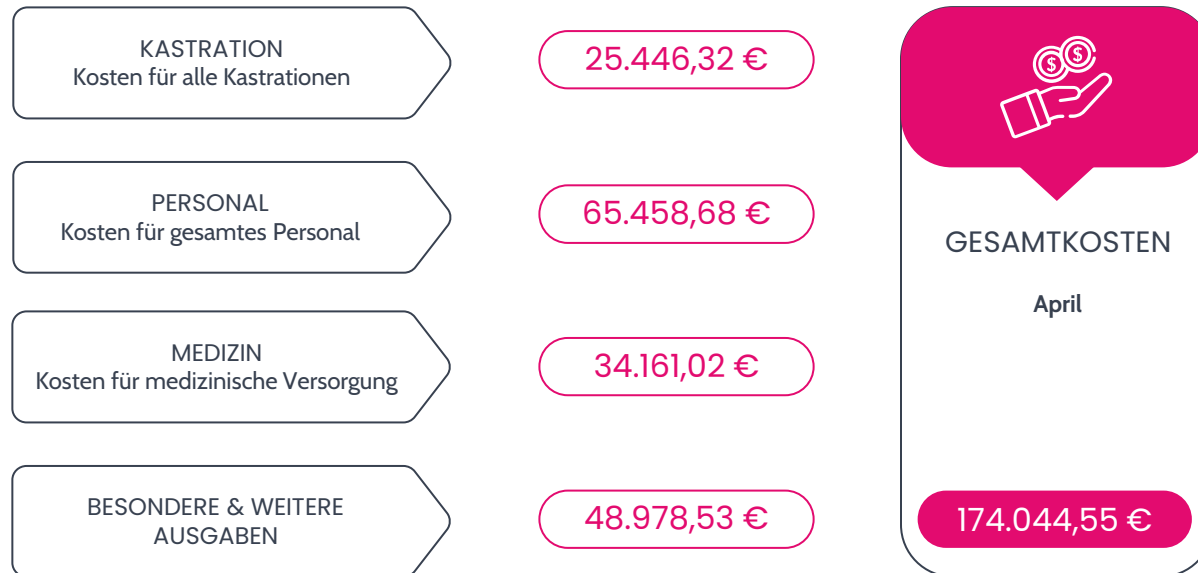 KASTRATION
Kosten für alle Kastrationen
25.446,32 €
PERSONAL
Kosten für gesamtes Personal
65.458,68 €
MEDIZIN
Kosten für medizinische Versorgung
34.161,02 €
BESONDERE & WEITERE
AUSGABEN
48.978,53 €
$ $
GESAMTKOSTEN
April
174.044,55 €